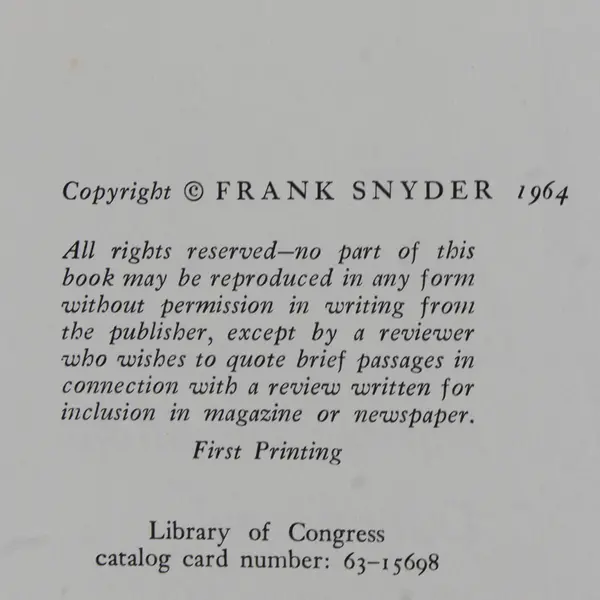 Copyright © FRANK SNYDER 1964
All rights reserved—no part of this
book may be reproduced in any form
without permission in writing from
the publisher, except by a reviewer
who wishes to quote brief passages in
connection with a review written for
inclusion in magazine or newspaper.
First Printing
Library of Congress
catalog card number: 63-15698